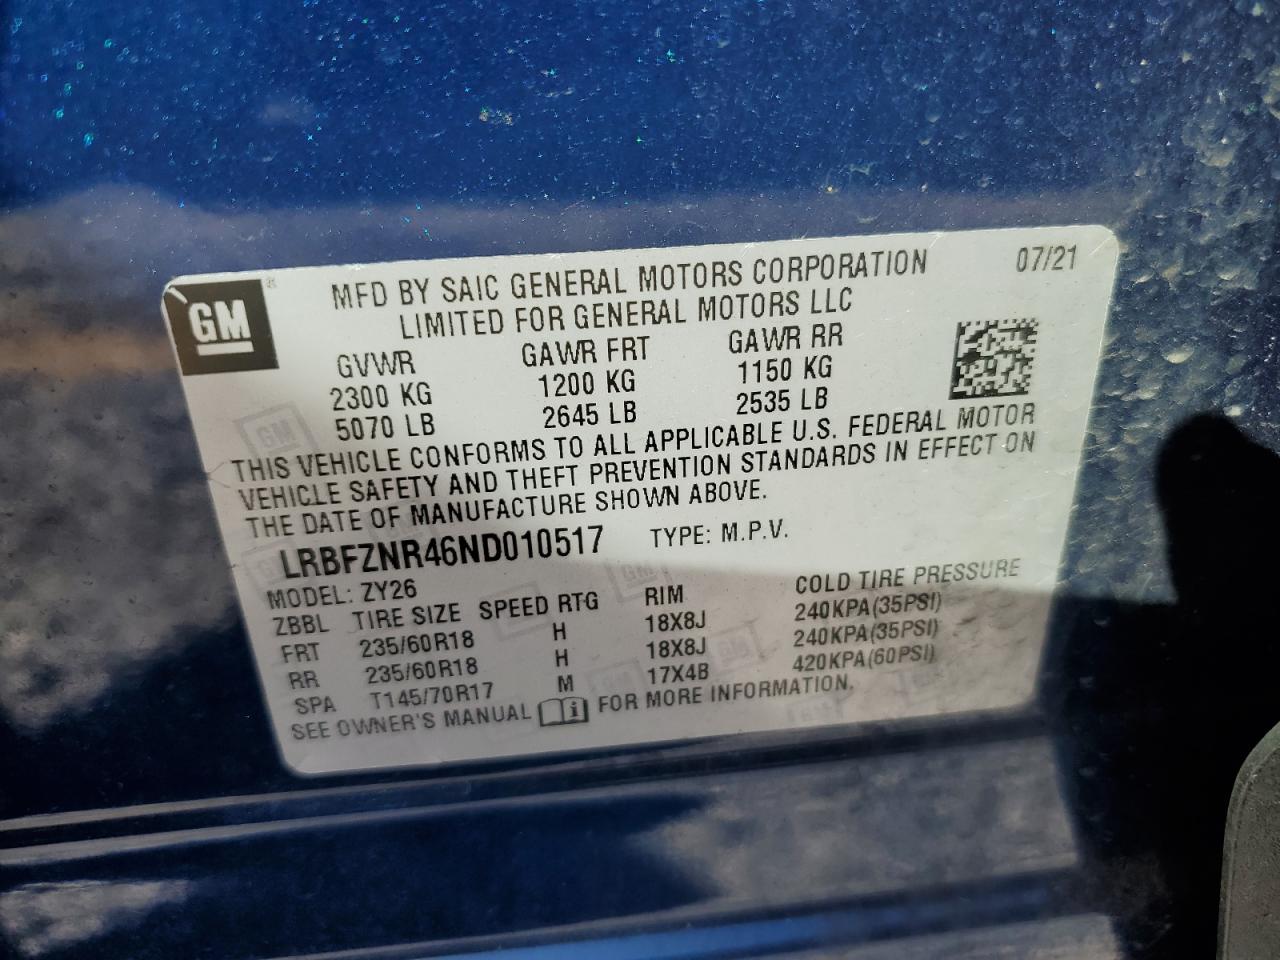 GM
MFD BY SAIC GENERAL MOTORS CORPORATION 07/21
LIMITED FOR GENERAL MOTORS LLC
GVWR GAWR FRT GAWR RR
2300 KG 1200 KG 1150 KG
5070 LB 2645 LB 2535 LB
THIS VEHICLE CONFORMS TO ALL APPLICABLE U.S. FEDERAL MOTOR
VEHICLE SAFETY AND THEFT PREVENTION STANDARDS IN EFFECT ON
THE DATE OF MANUFACTURE SHOWN ABOVE.
LRBFZNR46ND010517 TYPE: M.P.V.
MODEL: ZY26
ZBBL TIRE SIZE SPEED RTG RIM COLD TIRE PRESSURE
FRT 235/60R18 H 18X8J 240KPA(35PSI)
RR 235/60R18 H 18X8J 240KPA(35PSI)
SPA T145/70R17 M 17X4B 420KPA(60PSI)
SEE OWNER'S MANUAL FOR MORE INFORMATION.